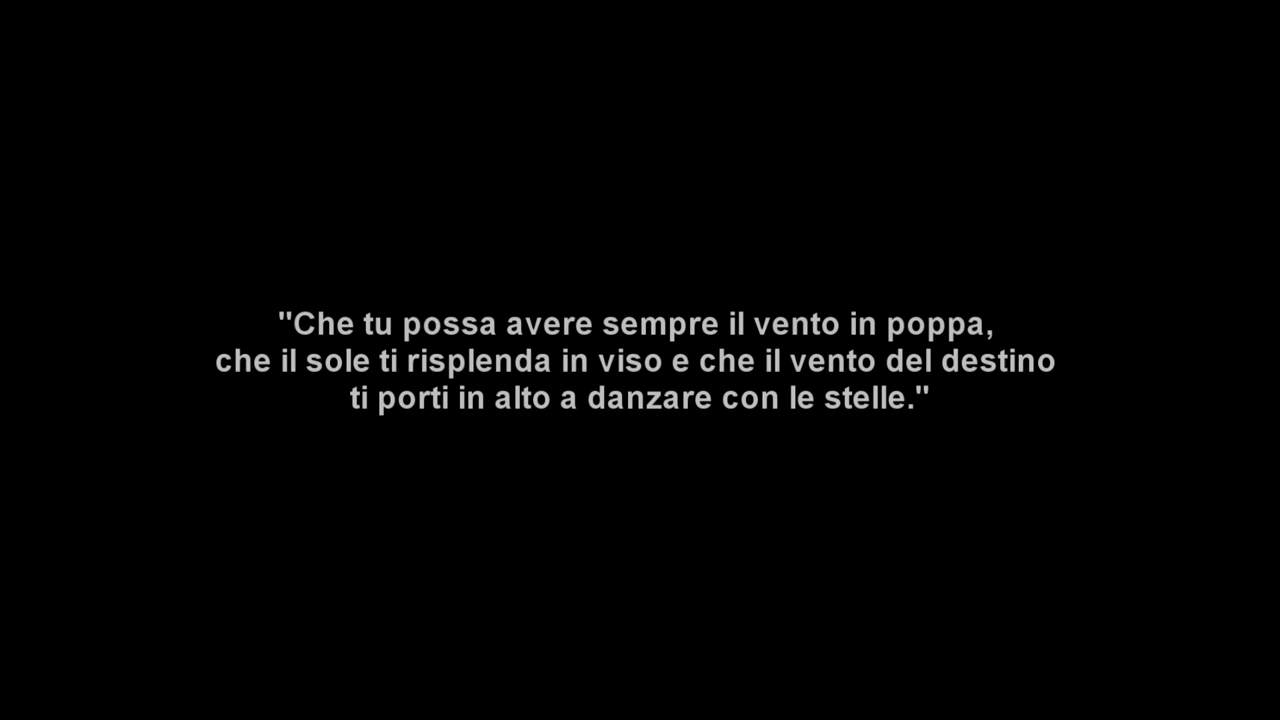 "Che tu possa avere sempre il vento in poppa,
che il sole ti risplenda in viso e che il vento del destino
ti porti in alto a danzare con le stelle."